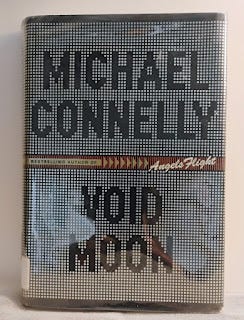 MICHAEL
CONNELLY
BESTSELLING AUTHOR OF Angels Flight
VOID
MOON